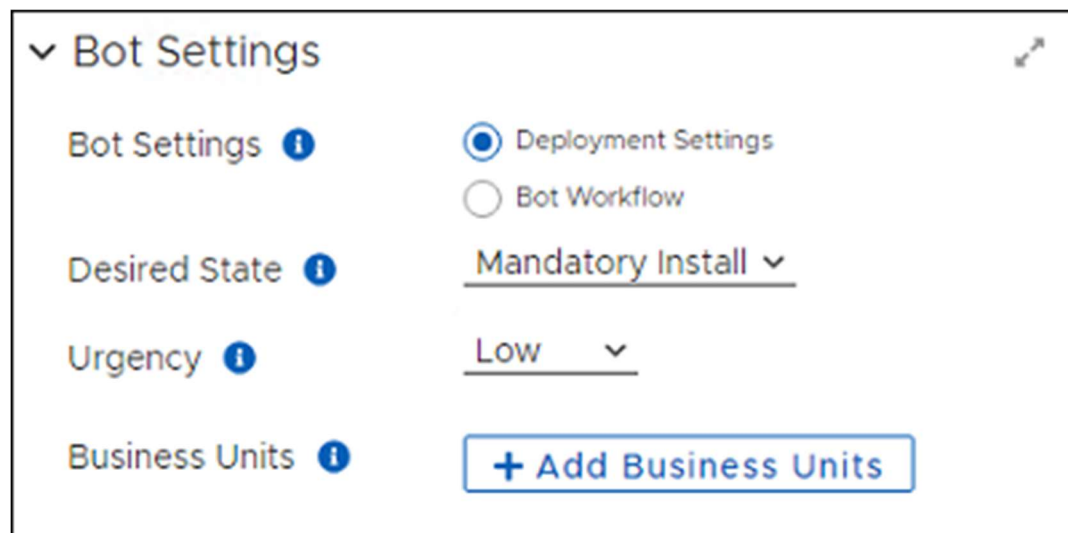 Bot Settings
Bot Settings
Deployment Settings
Bot Workflow
Desired State
Mandatory Install
Urgency
Low
Business Units
+ Add Business Units